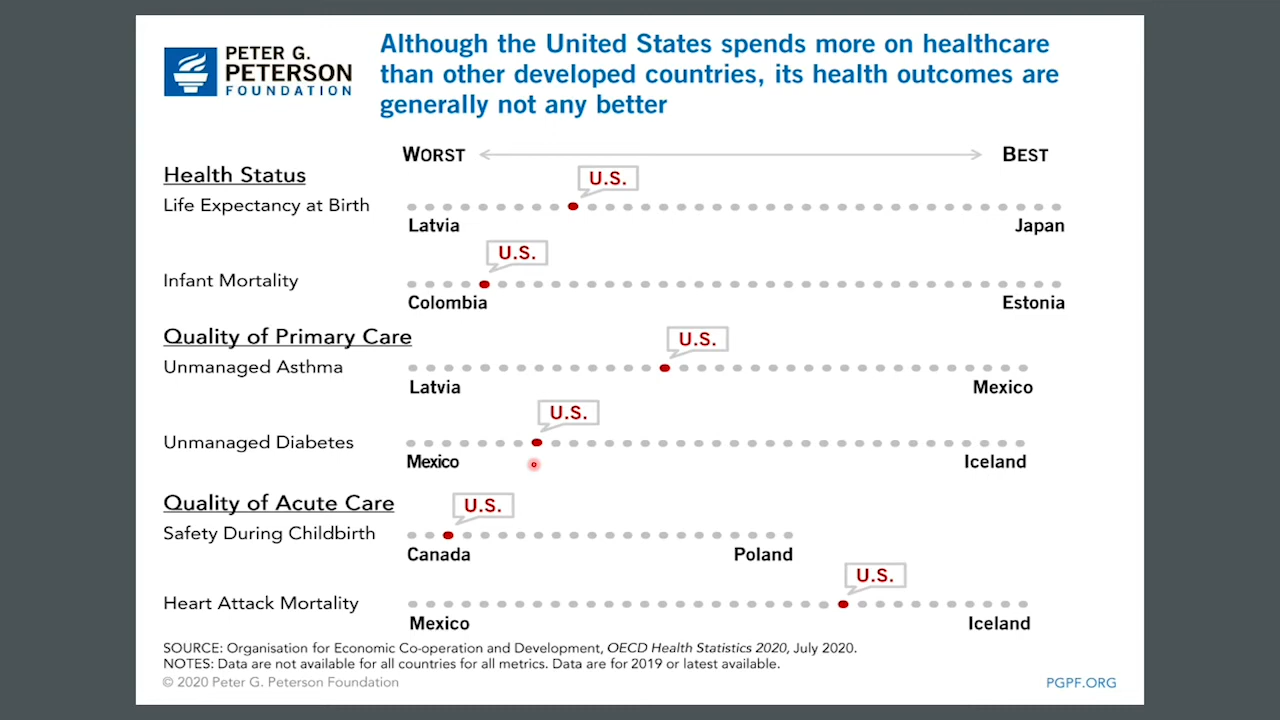 PETER G.
PETERSON
FOUNDATION
Although the United States spends more on healthcare
than other developed countries, its health outcomes are
generally not any better
WORST
BEST
Health Status
U.S.
Life Expectancy at Birth
Latvia
Japan
U.S.
Infant Mortality
Colombia
Estonia
Quality of Primary Care
U.S.
Unmanaged Asthma
Latvia
Mexico
U.S.
Unmanaged Diabetes
Mexico
Iceland
Quality of Acute Care
U.S.
Safety During Childbirth
Canada
Poland
U.S.
Heart Attack Mortality
Mexico
Iceland
SOURCE: Organisation for Economic Co-operation and Development, OECD Health Statistics 2020, July 2020.
NOTES: Data are not available for all countries for all metrics. Data are for 2019 or latest available.
© 2020 Peter G. Peterson Foundation
PGPF.ORG